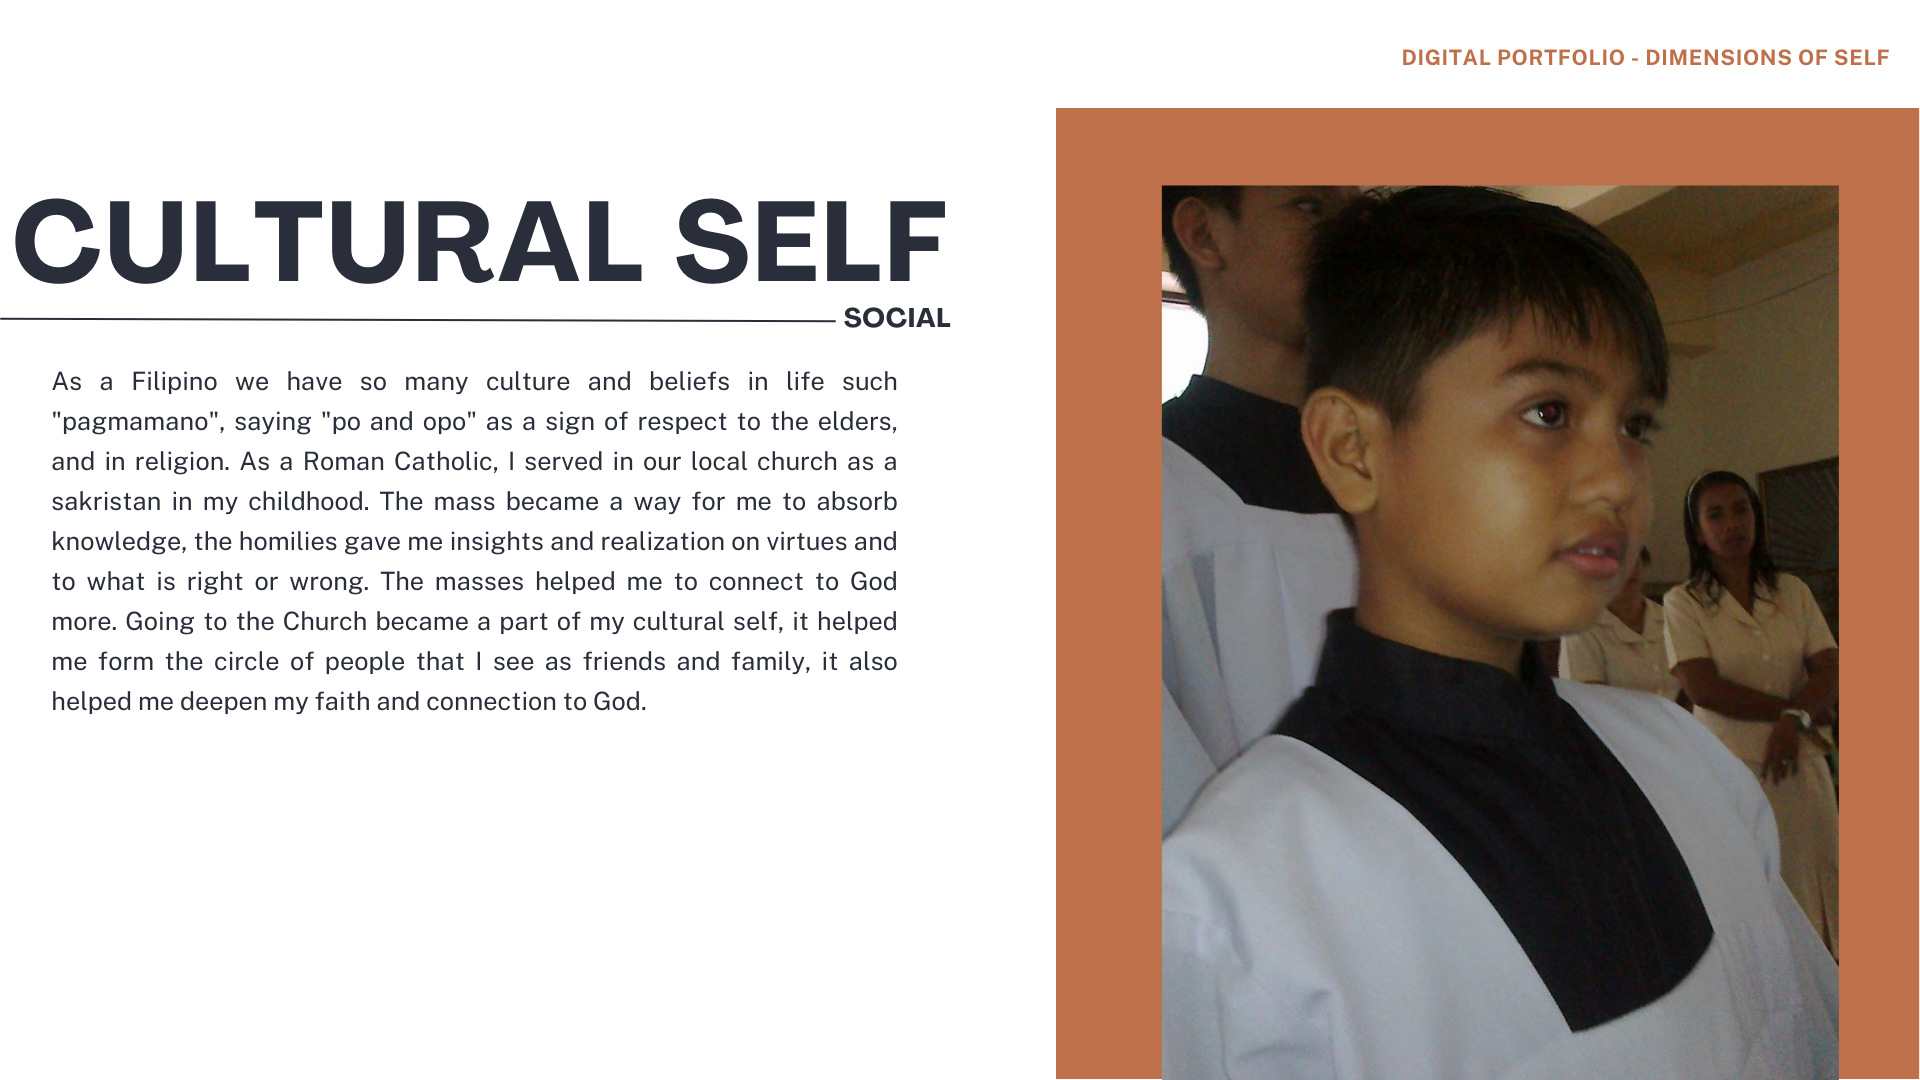 DIGITAL PORTFOLIO - DIMENSIONS OF SELF
CULTURAL SELF
SOCIAL
As a Filipino we have so many culture and beliefs in life such
"pagmamano", saying "po and opo" as a sign of respect to the elders,
and in religion. As a Roman Catholic, I served in our local church as a
sakristan in my childhood. The mass became a way for me to absorb
knowledge, the homilies gave me insights and realization on virtues and
to what is right or wrong. The masses helped me to connect to God
more. Going to the Church became a part of my cultural self, it helped
me form the circle of people that I see as friends and family, it also
helped me deepen my faith and connection to God.